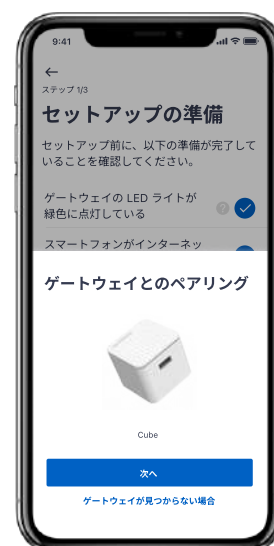 9:41
ステップ 1/3
セットアップの準備
セットアップ前に、以下の準備が完了して
いることを確認してください。
ゲートウェイの LED ライトが
緑色に点灯している
?
スマートフォンがインターネッ
ゲートウェイとのペアリング
Cube
次へ
ゲートウェイが見つからない場合